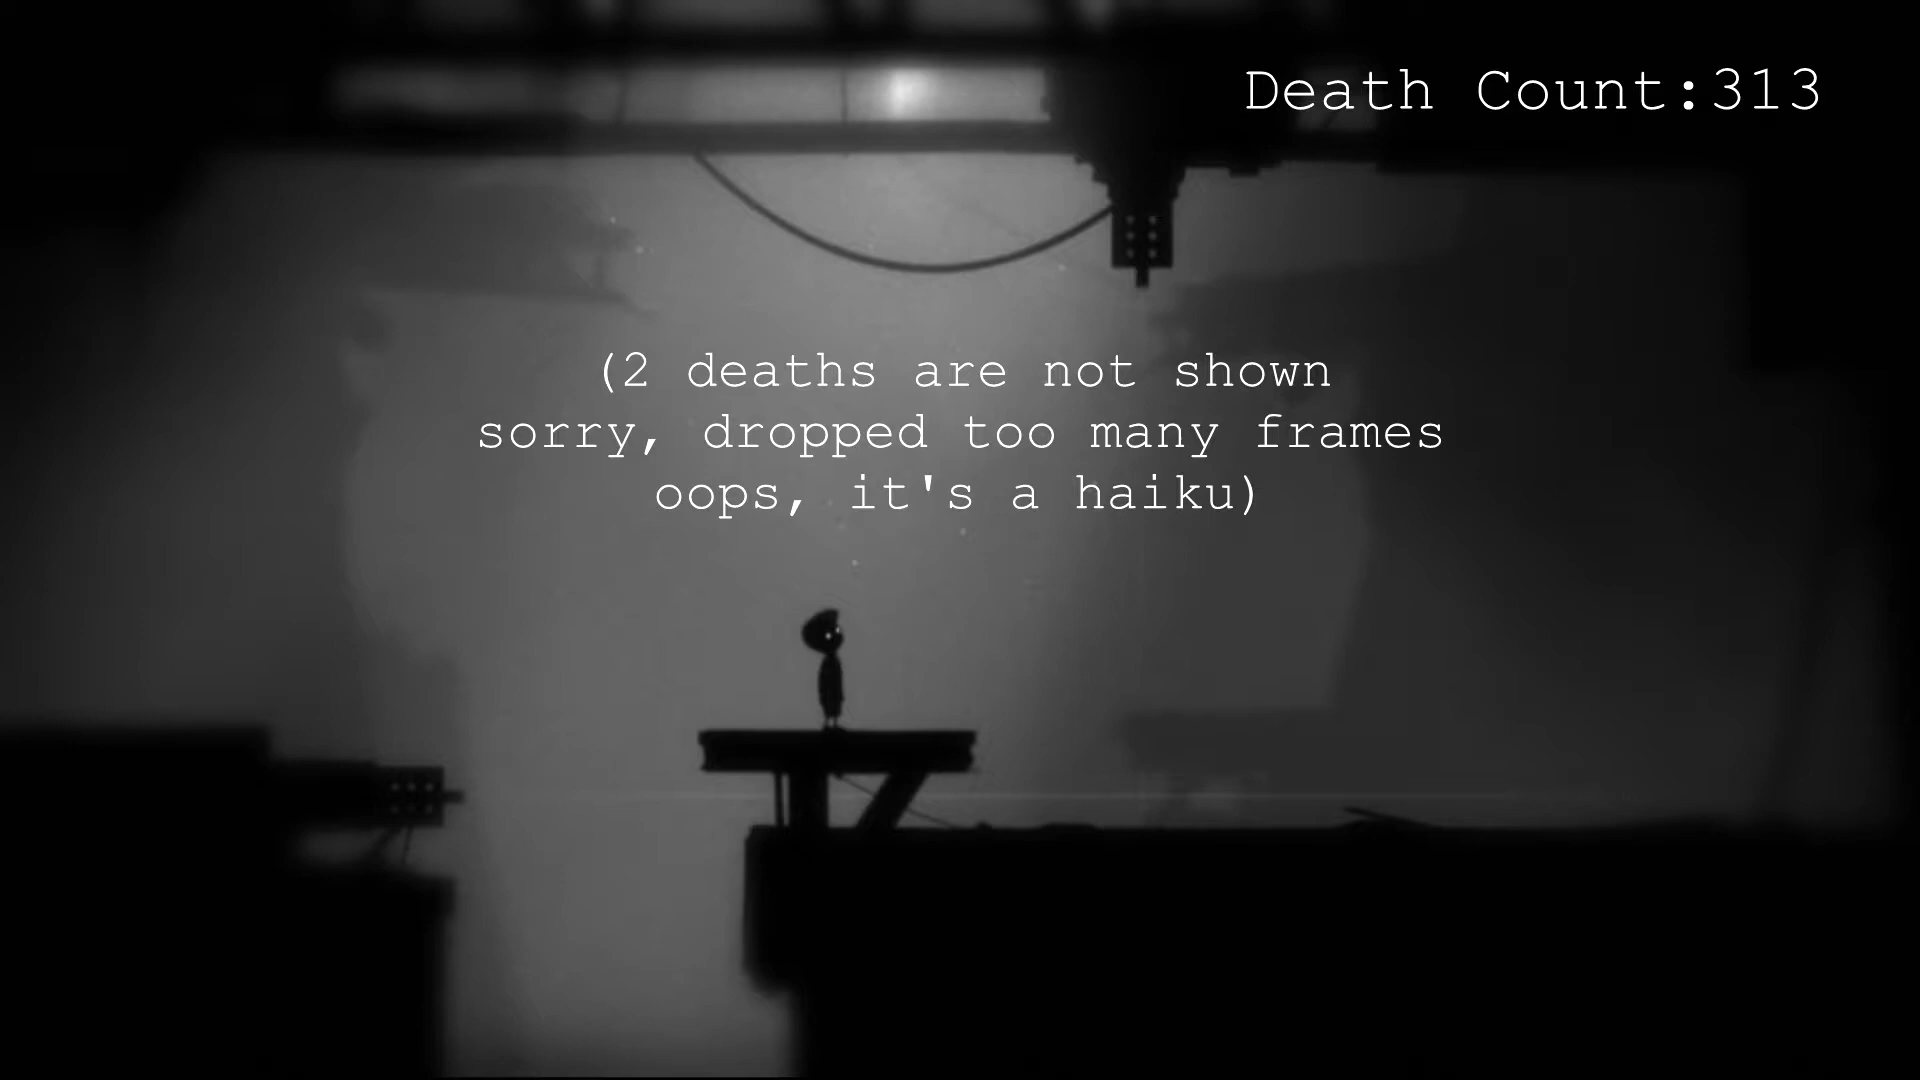 Death Count:313
(2 deaths are not shown
sorry, dropped too many frames
oops, it's a haiku)